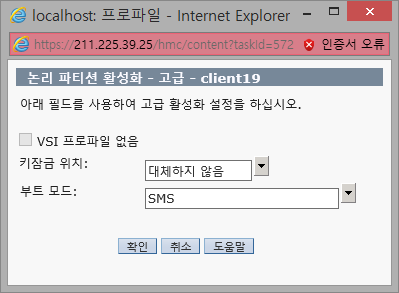 localhost: 프로파일 - Internet Explorer
https://211.225.39.25/hmc/content?taskId=572 인증서 오류
논리 파티션 활성화 - 고급 - client19
아래 필드를 사용하여 고급 활성화 설정을 하십시오.
VSI 프로파일 없음
키잠금 위치: 대체하지 않음
부트 모드: SMS
확인 취소 도움말